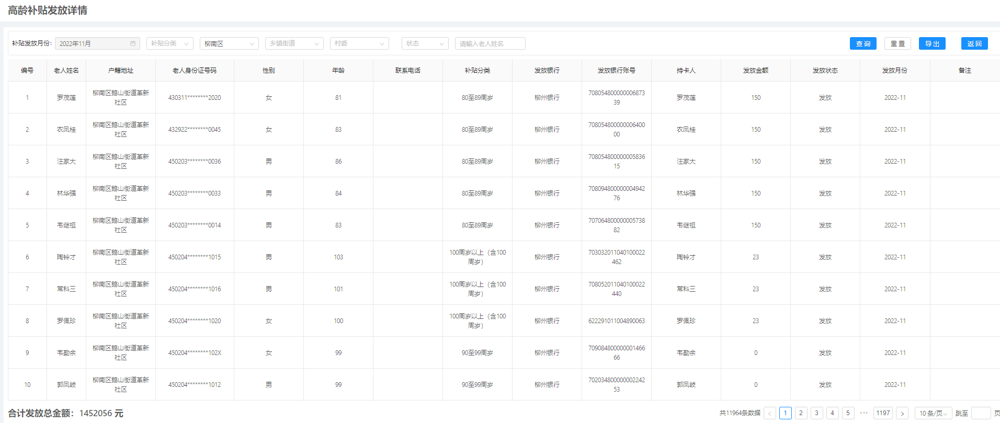 高龄补贴发放详情
补贴发放月份: 2022年11月 补贴分类 柳南区 乡镇街道 村委 状态 请输入老人姓名 查 询 重 置 导 出 返 回
编号 老人姓名 户籍地址 老人身份证号码 性别 年龄 联系电话 补贴分类 发放银行 发放银行账号 持卡人 发放金额 发放状态 发放月份 备注
1 罗茂莲 柳南区鹅山街道革新社区 430311********2020 女 81 80至89周岁 柳州银行 70805480000000687339 罗茂莲 150 发放 2022-11
2 农凤桂 柳南区鹅山街道革新社区 432922********0045 女 83 80至89周岁 柳州银行 70805480000000640000 农凤桂 150 发放 2022-11
3 汪家大 柳南区鹅山街道革新社区 450203********0036 男 86 80至89周岁 柳州银行 70805480000000583615 汪家大 150 发放 2022-11
4 林华强 柳南区鹅山街道革新社区 450203********0033 男 84 80至89周岁 柳州银行 70809480000000494276 林华强 150 发放 2022-11
5 韦继祖 柳南区鹅山街道革新社区 450203********0014 男 83 80至89周岁 柳州银行 70706480000000573882 韦继祖 150 发放 2022-11
6 陶铃才 柳南区鹅山街道革新社区 450204********1015 男 103 100周岁以上（含100周岁） 柳州银行 703032011040100022462 陶铃才 23 发放 2022-11
7 常科三 柳南区鹅山街道革新社区 450204********1016 男 101 100周岁以上（含100周岁） 柳州银行 708052011040100022440 常科三 23 发放 2022-11
8 罗佩珍 柳南区鹅山街道革新社区 450204********1020 女 100 100周岁以上（含100周岁） 柳州银行 622291011004890063 罗佩珍 23 发放 2022-11
9 韦勤余 柳南区鹅山街道革新社区 450204********102X 女 99 90至99周岁 柳州银行 70908480000000146666 韦勤余 0 发放 2022-11
10 郭凤岐 柳南区鹅山街道革新社区 450204********1012 男 99 90至99周岁 柳州银行 70203480000000224253 郭凤岐 0 发放 2022-11
合计发放总金额：1452056 元 共11964条数据 < 1 2 3 4 5 ••• 1197 > 10 条/页 跳至 页